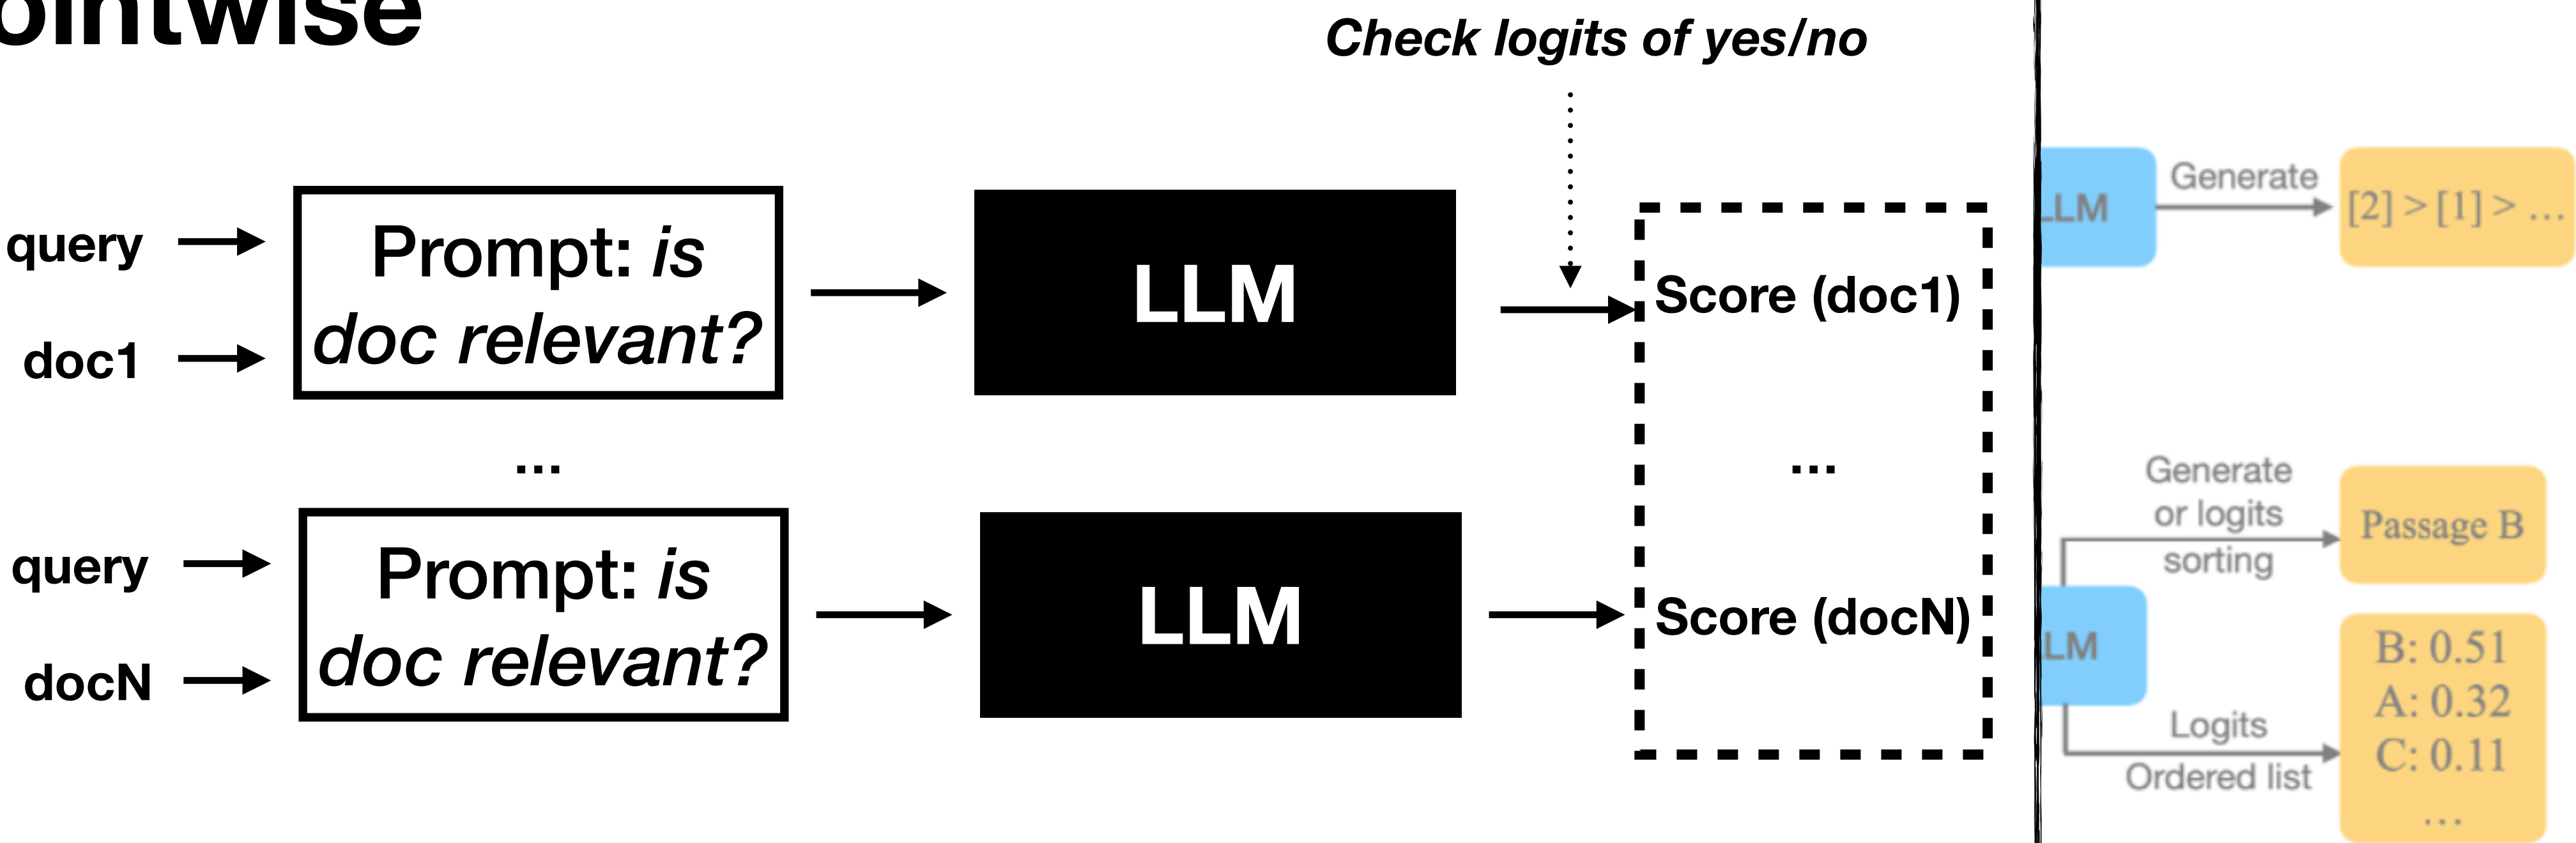 ointwise
Check logits of yes/no
query
doc1
Prompt: is
doc relevant?
LLM
Score (doc1)
...
...
query
docN
Prompt: is
doc relevant?
LLM
Score (docN)
LLM
Generate
[2] > [1] > ...
Generate
or logits
sorting
Passage B
LM
Logits
Ordered list
B: 0.51
A: 0.32
C: 0.11
...